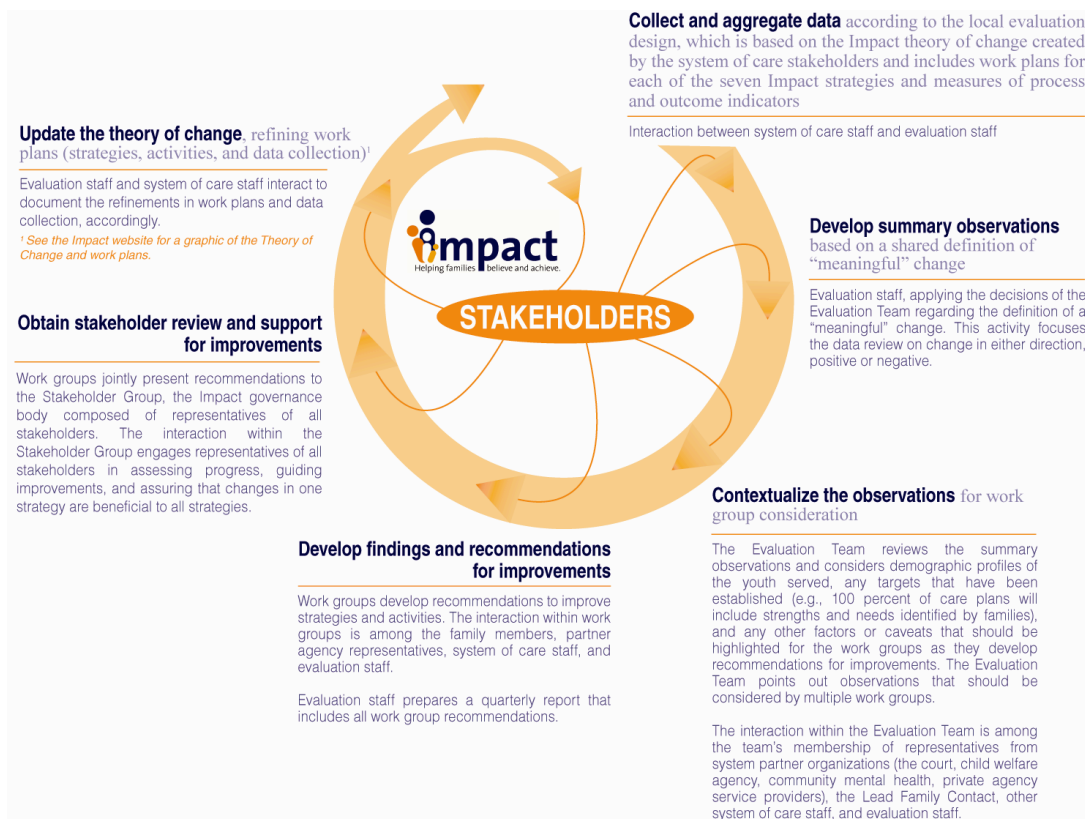 Collect and aggregate data according to the local evaluation
design, which is based on the Impact theory of change created
by the system of care stakeholders and includes work plans for
each of the seven Impact strategies and measures of process
and outcome indicators
Interaction between system of care staff and evaluation staff
Develop summary observations
based on a shared definition of
“meaningful” change
Evaluation staff, applying the decisions of the
Evaluation Team regarding the definition of a
“meaningful” change. This activity focuses
the data review on change in either direction,
positive or negative.
Contextualize the observations for work
group consideration
The Evaluation Team reviews the summary
observations and considers demographic profiles of
the youth served, any targets that have been
established (e.g., 100 percent of care plans will
include strengths and needs identified by families),
and any other factors or caveats that should be
highlighted for the work groups as they develop
recommendations for improvements. The Evaluation
Team points out observations that should be
considered by multiple work groups.
The interaction within the Evaluation Team is among
the team’s membership of representatives from
system partner organizations (the court, child welfare
agency, community mental health, private agency
service providers), the Lead Family Contact, other
system of care staff, and evaluation staff.
Develop findings and recommendations
for improvements
Work groups develop recommendations to improve
strategies and activities. The interaction within work
groups is among the family members, partner
agency representatives, system of care staff, and
evaluation staff.
Evaluation staff prepares a quarterly report that
includes all work group recommendations.
Obtain stakeholder review and support
for improvements
Work groups jointly present recommendations to
the Stakeholder Group, the Impact governance
body composed of representatives of all
stakeholders. The interaction within the
Stakeholder Group engages representatives of all
stakeholders in assessing progress, guiding
improvements, and assuring that changes in one
strategy are beneficial to all strategies.
Update the theory of change, refining work
plans (strategies, activities, and data collection)¹
Evaluation staff and system of care staff interact to
document the refinements in work plans and data
collection, accordingly.
¹ See the Impact website for a graphic of the Theory of
Change and work plans.
impact
Helping families believe and achieve.
STAKEHOLDERS